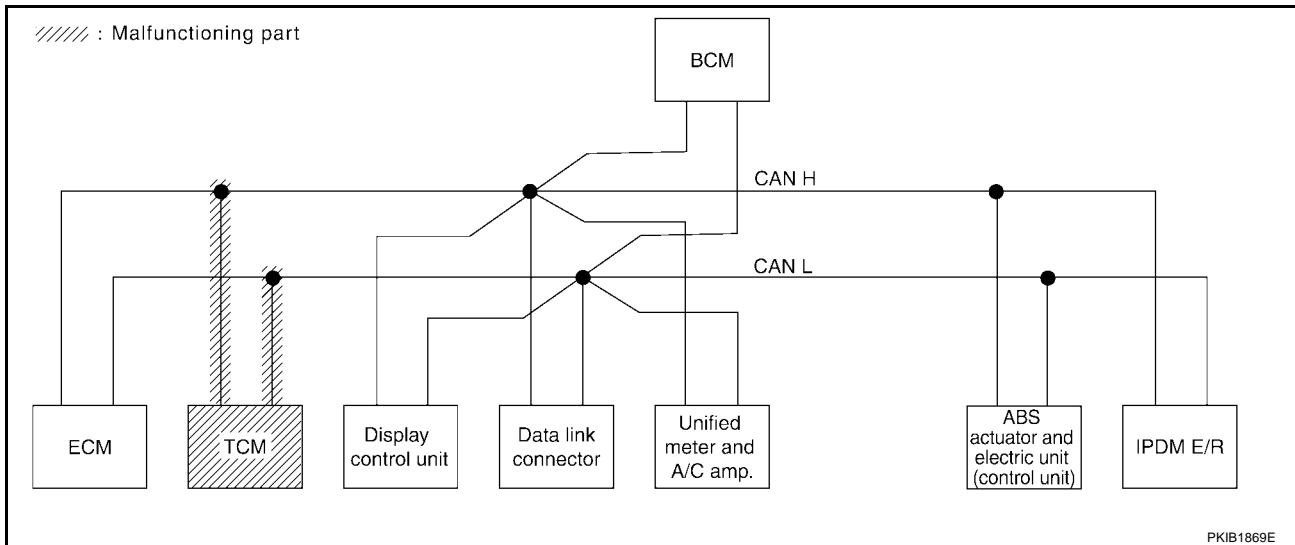 : Malfunctioning part
BCM
CAN H
CAN L
ECM
TCM
Display
control unit
Data link
connector
Unified
meter and
A/C amp.
ABS
actuator and
electric unit
(control unit)
IPDM E/R
PKIB1869E